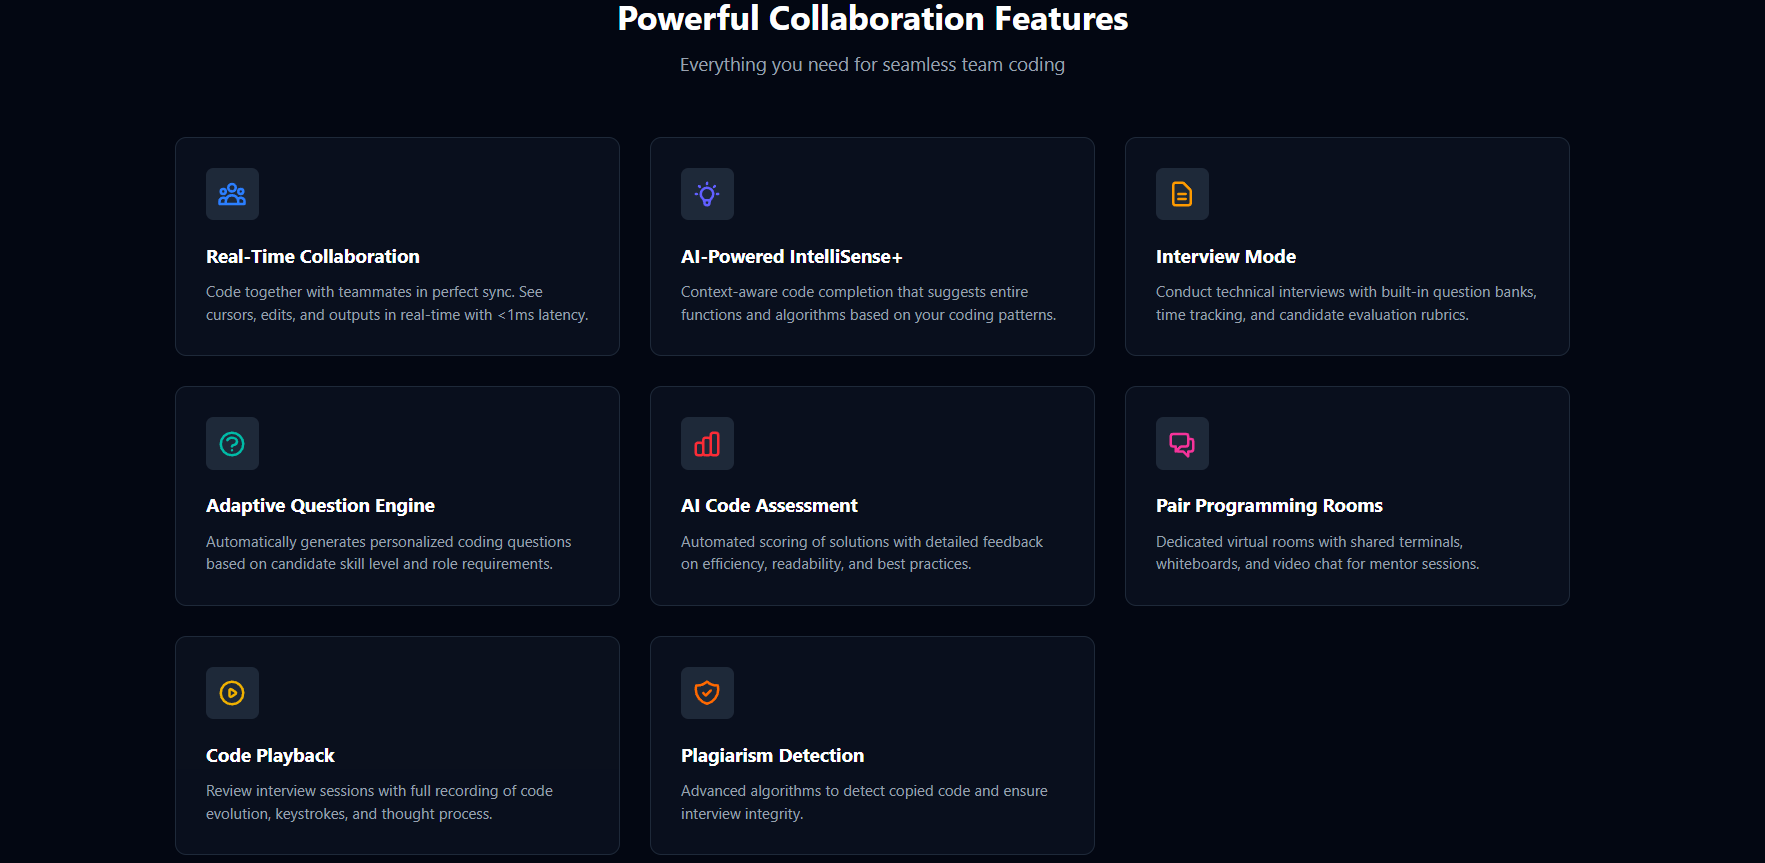 Powerful Collaboration Features
Everything you need for seamless team coding
Real-Time Collaboration
Code together with teammates in perfect sync. See
cursors, edits, and outputs in real-time with <1ms latency.
AI-Powered IntelliSense+
Context-aware code completion that suggests entire
functions and algorithms based on your coding patterns.
Interview Mode
Conduct technical interviews with built-in question banks,
time tracking, and candidate evaluation rubrics.
Adaptive Question Engine
Automatically generates personalized coding questions
based on candidate skill level and role requirements.
AI Code Assessment
Automated scoring of solutions with detailed feedback
on efficiency, readability, and best practices.
Pair Programming Rooms
Dedicated virtual rooms with shared terminals,
whiteboards, and video chat for mentor sessions.
Code Playback
Review interview sessions with full recording of code
evolution, keystrokes, and thought process.
Plagiarism Detection
Advanced algorithms to detect copied code and ensure
interview integrity.